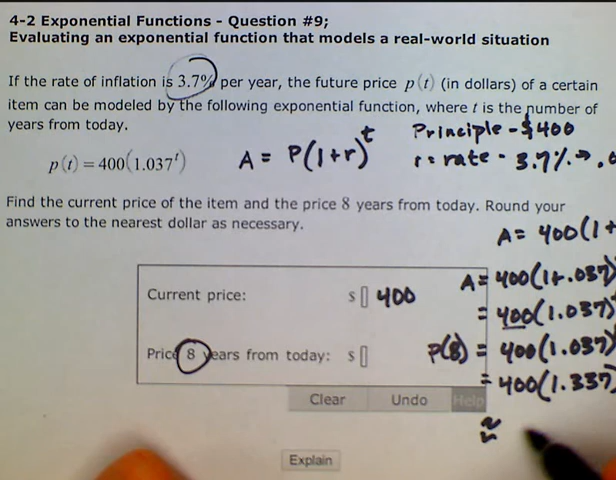 4-2 Exponential Functions - Question #9;
Evaluating an exponential function that models a real-world situation
If the rate of inflation is 3.7% per year, the future price p(t) (in dollars) of a certain
item can be modeled by the following exponential function, where t is the number of
years from today.
Principle - $400
p(t) = 400(1.037^t) A = P(1+r)^t r = rate - 3.7% → .0
Find the current price of the item and the price 8 years from today. Round your
answers to the nearest dollar as necessary.
A = 400(1+
A = 400(1+.037)
Current price: $ 400
= 400(1.037)
Price 8 years from today: $
p(8) = 400(1.037)
= 400(1.337)
Clear Undo Help
≈
Explain